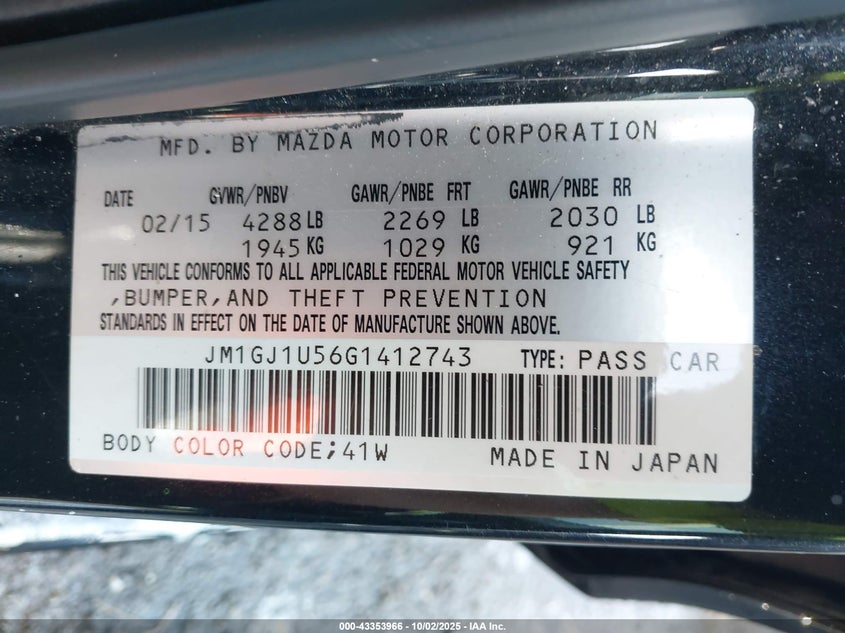 MFD. BY MAZDA MOTOR CORPORATION
DATE GVWR/PNBV GAWR/PNBE FRT GAWR/PNBE RR
02/15 4288 LB 2269 LB 2030 LB
1945 KG 1029 KG 921 KG
THIS VEHICLE CONFORMS TO ALL APPLICABLE FEDERAL MOTOR VEHICLE SAFETY
,BUMPER,AND THEFT PREVENTION
STANDARDS IN EFFECT ON THE DATE OF MANUFACTURE SHOWN ABOVE.
JM1GJ1U56G1412743 TYPE: PASS CAR
BODY COLOR CODE;41W MADE IN JAPAN
000-43353966 - 10/02/2025 - IAA Inc.